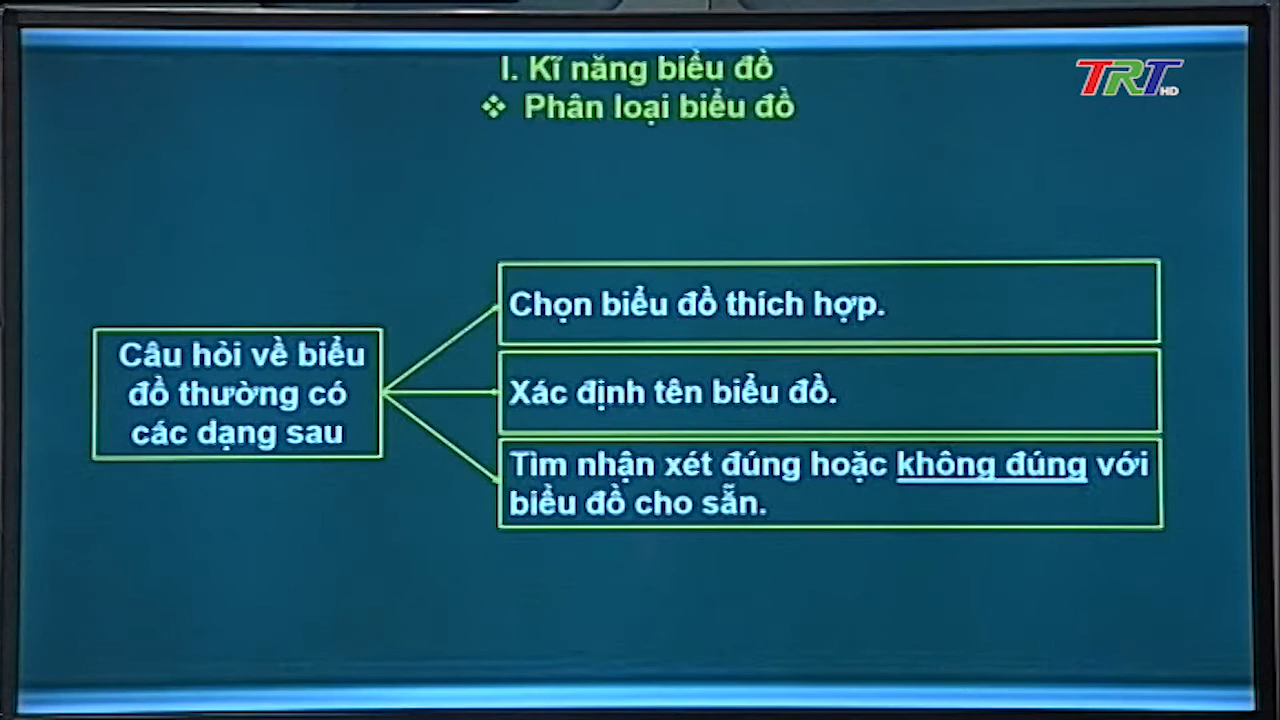 I. Kĩ năng biểu đồ
❖ Phân loại biểu đồ
TRT HD
Câu hỏi về biểu
đồ thường có
các dạng sau
Chọn biểu đồ thích hợp.
Xác định tên biểu đồ.
Tìm nhận xét đúng hoặc không đúng với
biểu đồ cho sẵn.